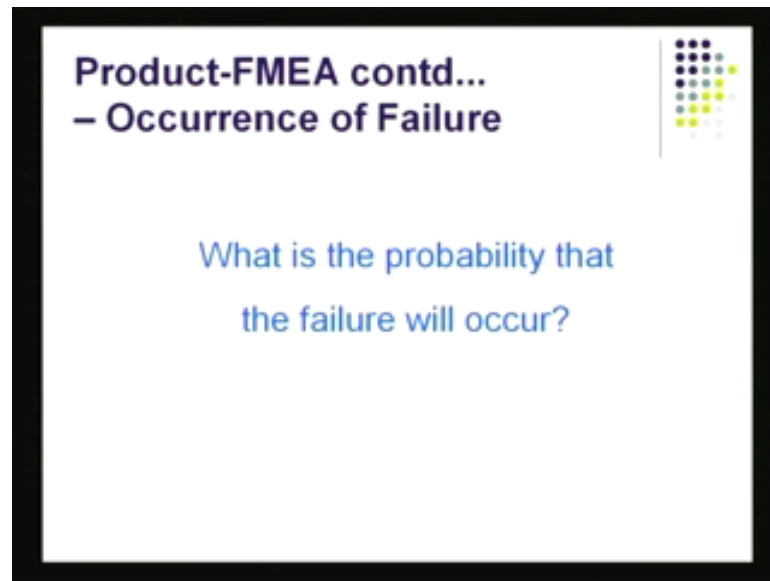 Product-FMEA contd...
– Occurrence of Failure
What is the probability that
the failure will occur?